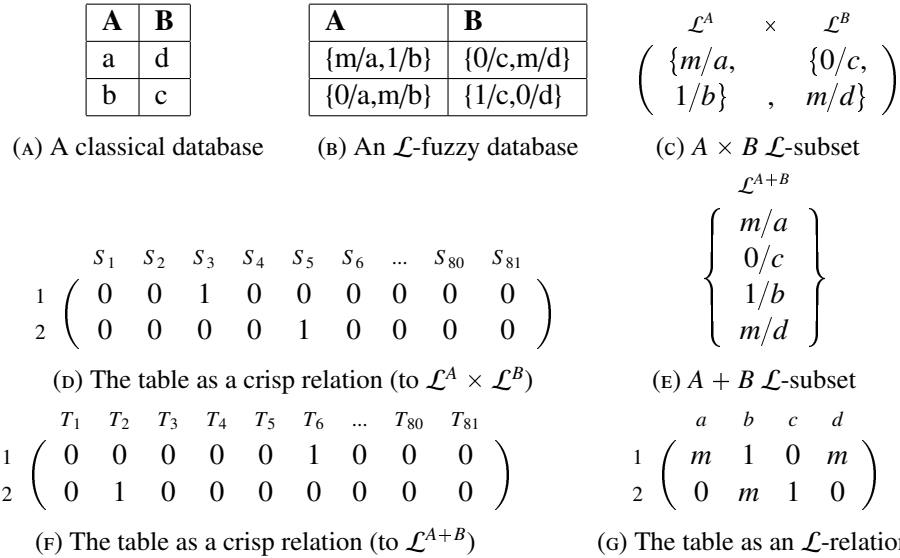 A B
a d
b c
(A) A classical database
A B
{m/a,1/b} {0/c,m/d}
{0/a,m/b} {1/c,0/d}
(B) An ℒ-fuzzy database
ℒ^A × ℒ^B
( {m/a, {0/c, )
1/b} , m/d}
(C) A × B ℒ-subset
S_1 S_2 S_3 S_4 S_5 S_6 ... S_80 S_81
1 ( 0 0 1 0 0 0 0 0 0 )
2 0 0 0 0 1 0 0 0 0
(D) The table as a crisp relation (to ℒ^A × ℒ^B)
ℒ^{A+B}
{ m/a }
0/c
1/b
m/d
(E) A + B ℒ-subset
T_1 T_2 T_3 T_4 T_5 T_6 ... T_80 T_81
1 ( 0 0 0 0 0 1 0 0 0 )
2 0 1 0 0 0 0 0 0 0
(F) The table as a crisp relation (to ℒ^{A+B})
a b c d
1 ( m 1 0 m )
2 0 m 1 0
(G) The table as an ℒ-relation